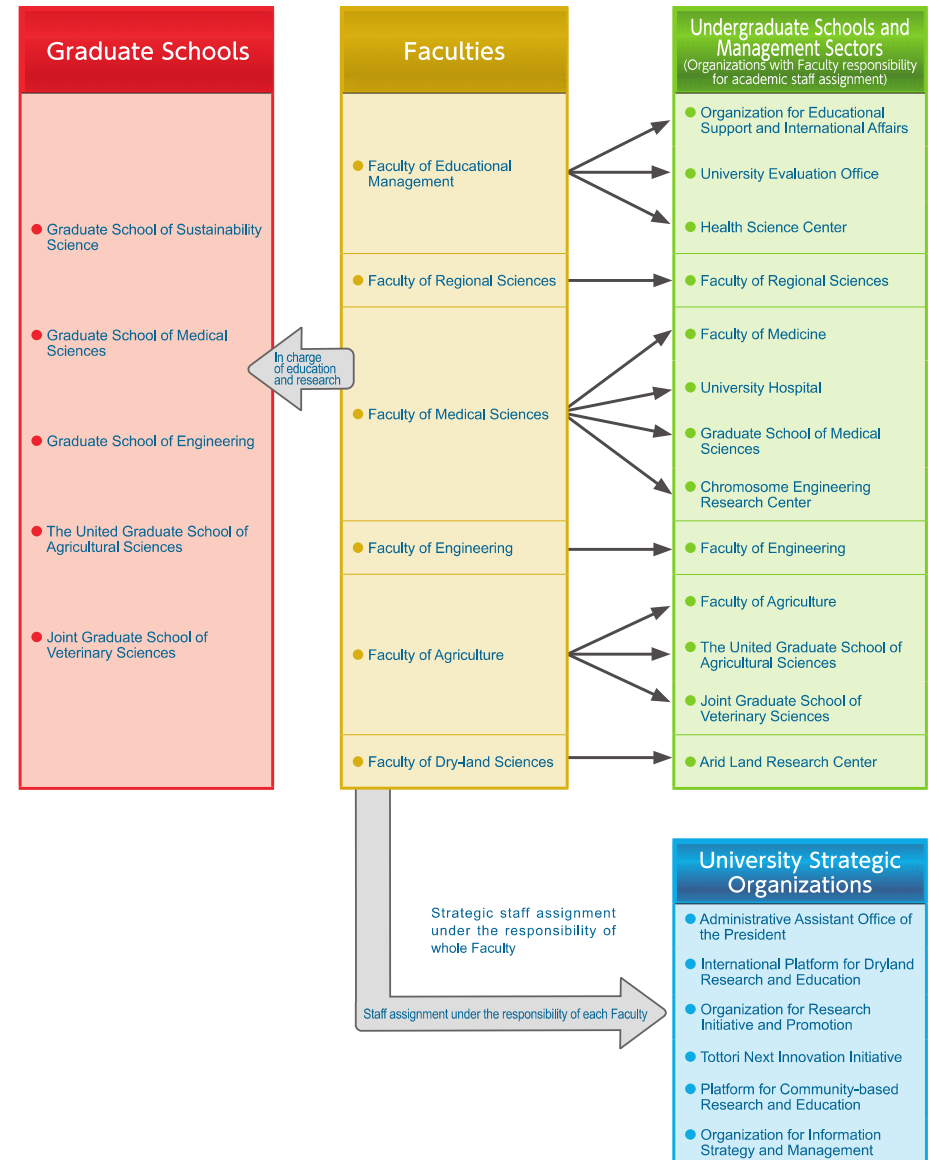 Graduate Schools
Graduate School of Sustainability
Science
Graduate School of Medical
Sciences
Graduate School of Engineering
The United Graduate School of
Agricultural Sciences
Joint Graduate School of
Veterinary Sciences
In charge
of education
and research
Faculties
Faculty of Educational
Management
Faculty of Regional Sciences
Faculty of Medical Sciences
Faculty of Engineering
Faculty of Agriculture
Faculty of Dry-land Sciences
Undergraduate Schools and
Management Sectors
(Organizations with Faculty responsibility
for academic staff assignment)
Organization for Educational
Support and International Affairs
University Evaluation Office
Health Science Center
Faculty of Regional Sciences
Faculty of Medicine
University Hospital
Graduate School of Medical
Sciences
Chromosome Engineering
Research Center
Faculty of Engineering
Faculty of Agriculture
The United Graduate School of
Agricultural Sciences
Joint Graduate School of
Veterinary Sciences
Arid Land Research Center
Strategic staff assignment
under the responsibility of
whole Faculty
Staff assignment under the responsibility of each Faculty
University Strategic
Organizations
Administrative Assistant Office of
the President
International Platform for Dryland
Research and Education
Organization for Research
Initiative and Promotion
Tottori Next Innovation Initiative
Platform for Community-based
Research and Education
Organization for Information
Strategy and Management